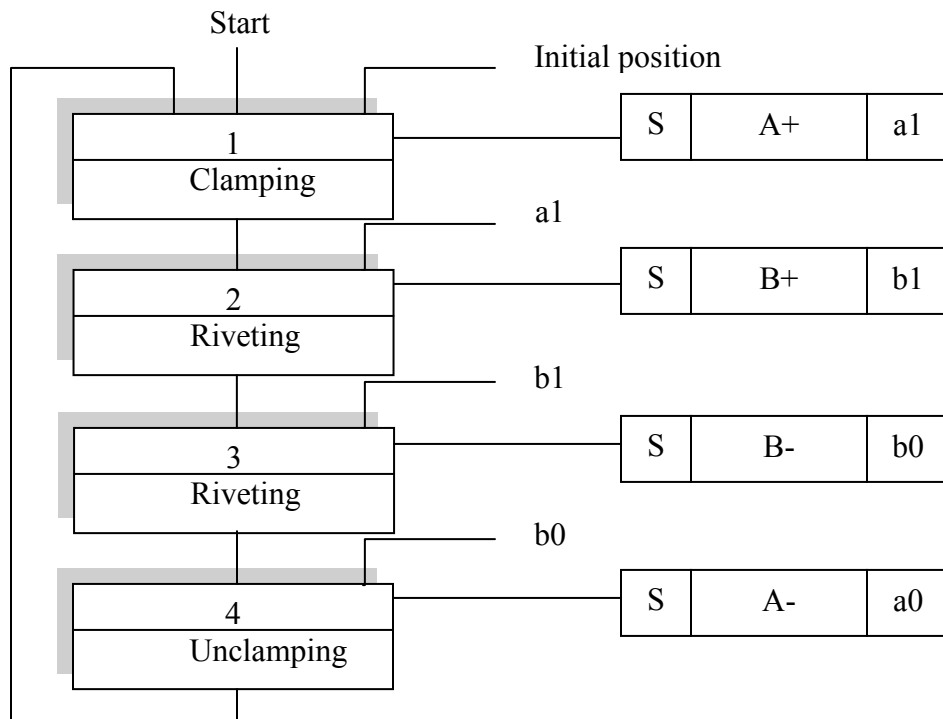 Start
Initial position
1
Clamping
S A+ a1
a1
2
Riveting
S B+ b1
b1
3
Riveting
S B- b0
b0
4
Unclamping
S A- a0